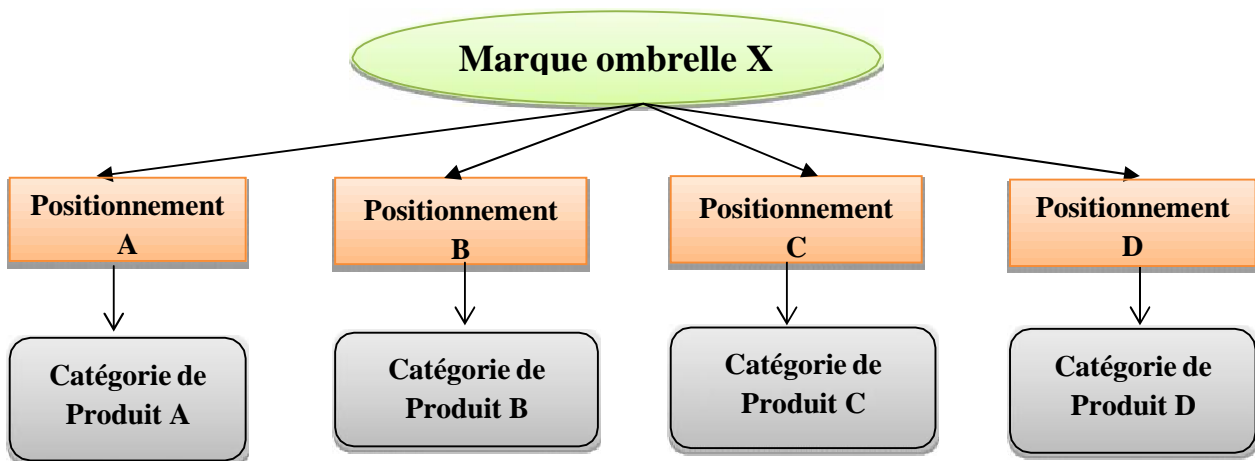 Marque ombrelle X
Positionnement
A
Positionnement
B
Positionnement
C
Positionnement
D
Catégorie de
Produit A
Catégorie de
Produit B
Catégorie de
Produit C
Catégorie de
Produit D